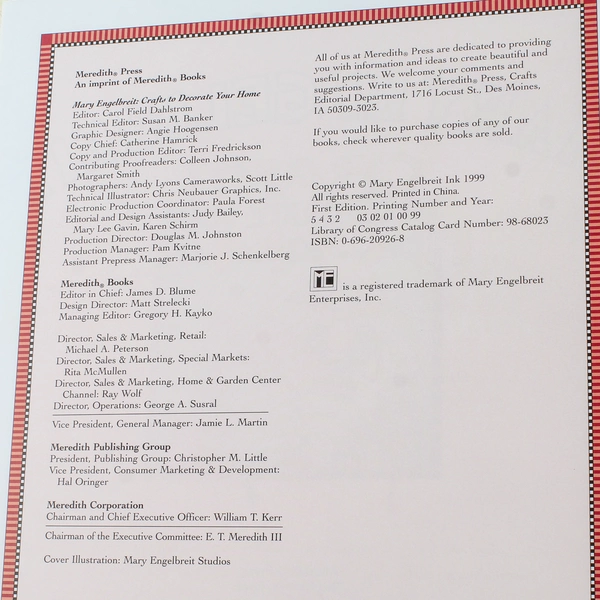 Meredith® Press
An imprint of Meredith® Books
Mary Engelbreit: Crafts to Decorate Your Home
Editor: Carol Field Dahlstrom
Technical Editor: Susan M. Banker
Graphic Designer: Angie Hoogensen
Copy Chief: Catherine Hamrick
Copy and Production Editor: Terri Fredrickson
Contributing Proofreaders: Colleen Johnson,
Margaret Smith
Photographers: Andy Lyons Cameraworks, Scott Little
Technical Illustrator: Chris Neubauer Graphics, Inc.
Electronic Production Coordinator: Paula Forest
Editorial and Design Assistants: Judy Bailey,
Mary Lee Gavin, Karen Schirm
Production Director: Douglas M. Johnston
Production Manager: Pam Kvitne
Assistant Prepress Manager: Marjorie J. Schenkelberg
Meredith® Books
Editor in Chief: James D. Blume
Design Director: Matt Strelecki
Managing Editor: Gregory H. Kayko
Director, Sales & Marketing, Retail:
Michael A. Peterson
Director, Sales & Marketing, Special Markets:
Rita McMullen
Director, Sales & Marketing, Home & Garden Center
Channel: Ray Wolf
Director, Operations: George A. Susral
Vice President, General Manager: Jamie L. Martin
Meredith Publishing Group
President, Publishing Group: Christopher M. Little
Vice President, Consumer Marketing & Development:
Hal Oringer
Meredith Corporation
Chairman and Chief Executive Officer: William T. Kerr
Chairman of the Executive Committee: E. T. Meredith III
Cover Illustration: Mary Engelbreit Studios
All of us at Meredith® Press are dedicated to providing
you with information and ideas to create beautiful and
useful projects. We welcome your comments and
suggestions. Write to us at: Meredith® Press, Crafts
Editorial Department, 1716 Locust St., Des Moines,
IA 50309-3023.
If you would like to purchase copies of any of our
books, check wherever quality books are sold.
Copyright © Mary Engelbreit Ink 1999
All rights reserved. Printed in China.
First Edition. Printing Number and Year:
5 4 3 2 03 02 01 00 99
Library of Congress Catalog Card Number: 98-68023
ISBN: 0-696-20926-8
ME is a registered trademark of Mary Engelbreit
Enterprises, Inc.